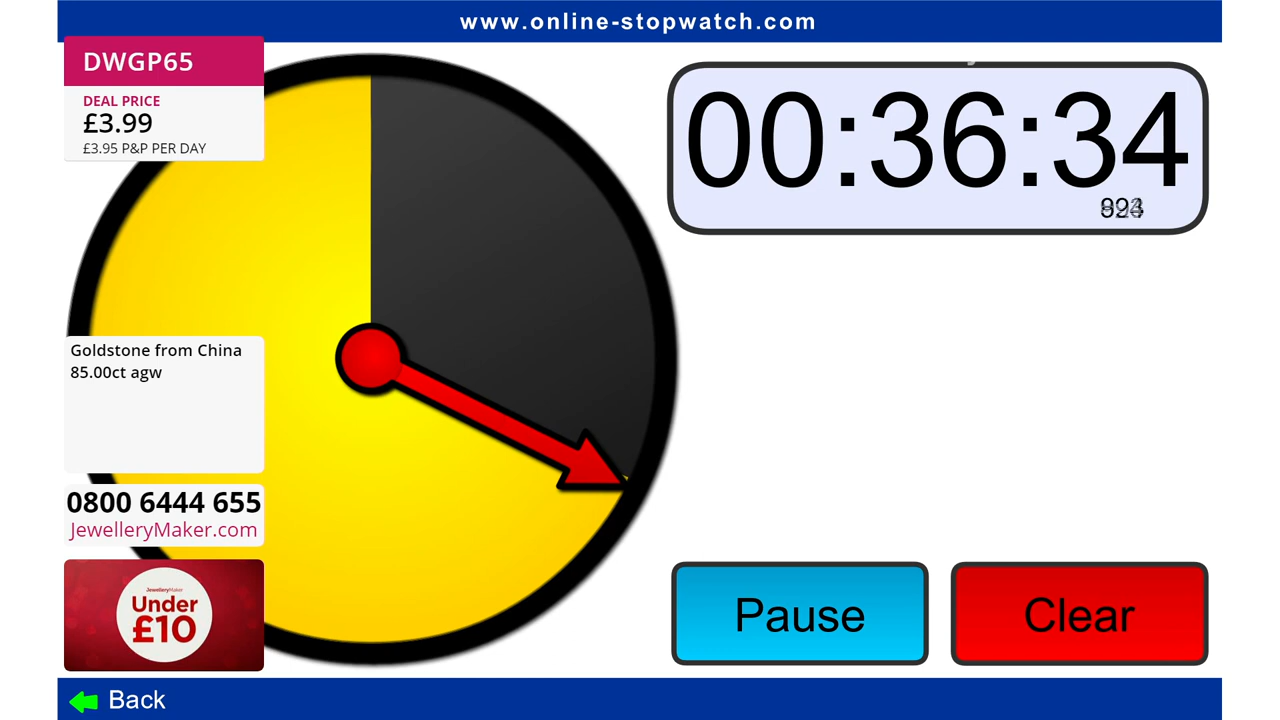 www.online-stopwatch.com
DWGP65
DEAL PRICE
£3.99
£3.95 P&P PER DAY
00:36:34
Goldstone from China
85.00ct agw
0800 6444 655
JewelleryMaker.com
JewelleryMaker
Under
£10
Pause
Clear
Back